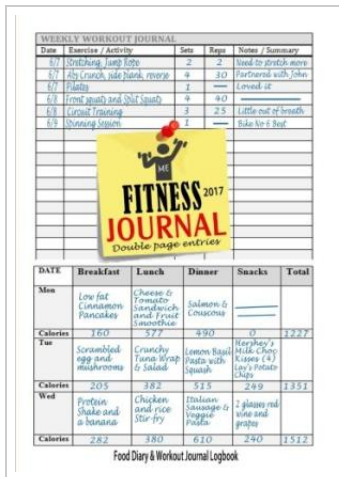 WEEKLY WORKOUT JOURNAL
Date Exercise / Activity Sets Reps Notes / Summary
6/7 Stretching, Jump Rope 2 2 Need to stretch more
6/7 Abs Crunch, side plank, reverse 4 30 Partnered with John
6/7 Pilates 1 — Loved it
6/8 Front squats and Split Squats 4 40
6/8 Circuit Training 3 25 Little out of breath
6/9 Spinning Session 1 — Bike No 6 Best
ME
FITNESS 2017
JOURNAL
Double page entries
DATE Breakfast Lunch Dinner Snacks Total
Mon
Low fat Cinnamon Pancakes
Cheese & Tomato Sandwich and Fruit Smoothie
Salmon & Couscous
Calories 160 577 490 0 1227
Tue
Scrambled egg and mushrooms
Crunchy Tuna Wrap & Salad
Lemon Basil Pasta with Squash
Hershey's Milk Choc Kisses (4) Lay's Potato Chips
Calories 205 382 515 249 1351
Wed
Protein Shake and a banana
Chicken and rice Stir-fry
Italian Sausage & Veggie Pasta
2 glasses red wine and grapes
Calories 282 380 610 240 1512
Food Diary & Workout Journal Logbook